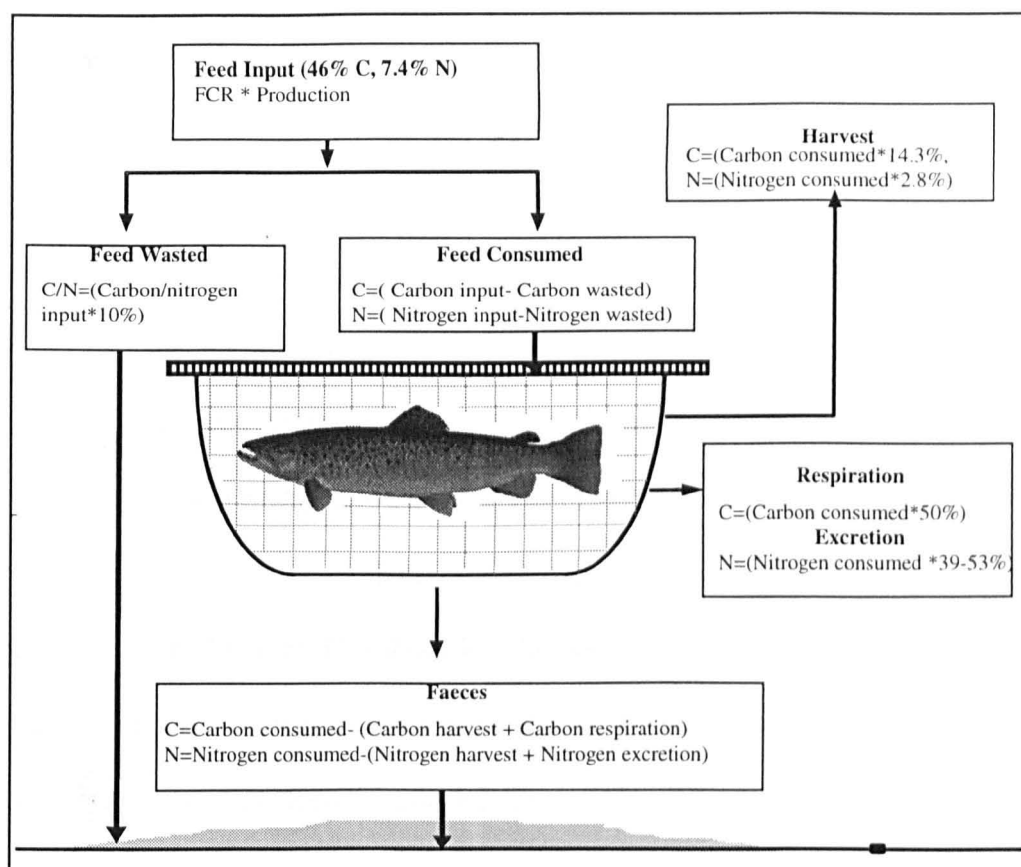 Feed Input (46% C, 7.4% N)
FCR * Production
Harvest
C=(Carbon consumed*14.3%,
N=(Nitrogen consumed*2.8%)
Feed Wasted
C/N=(Carbon/nitrogen
input*10%)
Feed Consumed
C=( Carbon input- Carbon wasted)
N=( Nitrogen input-Nitrogen wasted)
Respiration
C=(Carbon consumed*50%)
Excretion
N=(Nitrogen consumed *39-53%)
Faeces
C=Carbon consumed- (Carbon harvest + Carbon respiration)
N=Nitrogen consumed-(Nitrogen harvest + Nitrogen excretion)